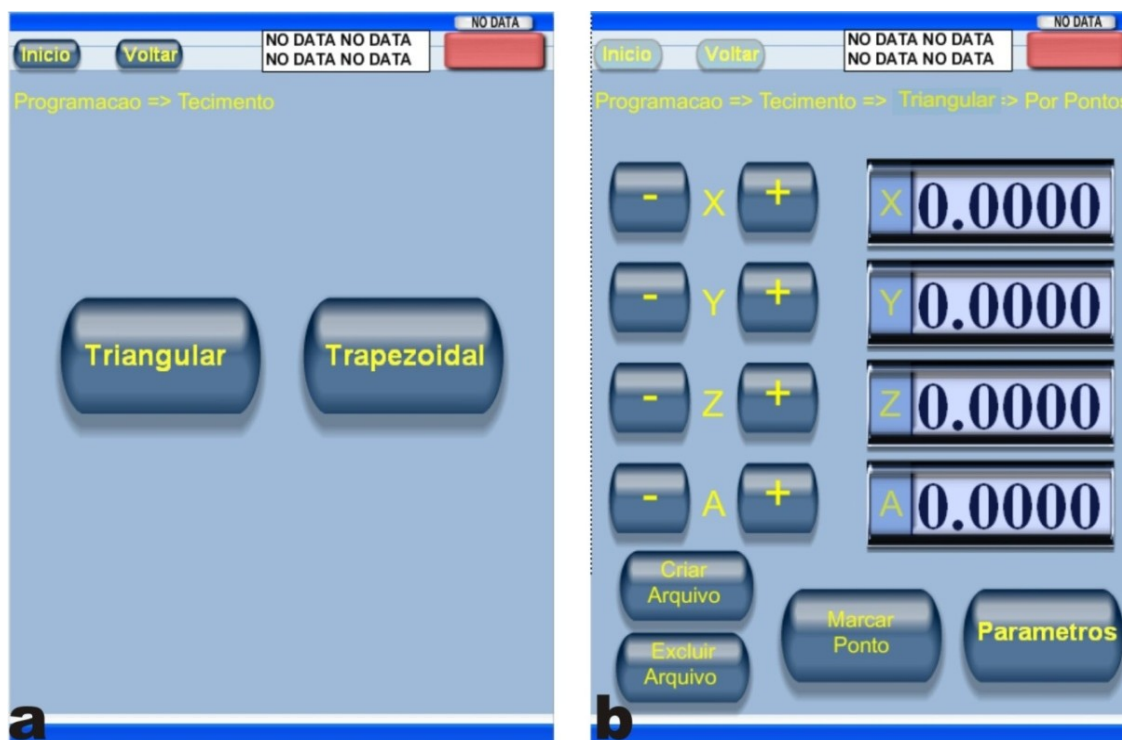 NO DATA
Inicio Voltar
NO DATA NO DATA
NO DATA NO DATA
Programacao => Tecimento
Triangular Trapezoidal
a
NO DATA
Inicio Voltar
NO DATA NO DATA
NO DATA NO DATA
Programacao => Tecimento => Triangular => Por Pontos
- X + X 0.0000
- Y + Y 0.0000
- Z + Z 0.0000
- A + A 0.0000
Criar
Arquivo
Excluir
Arquivo
Marcar
Ponto
Parametros
b